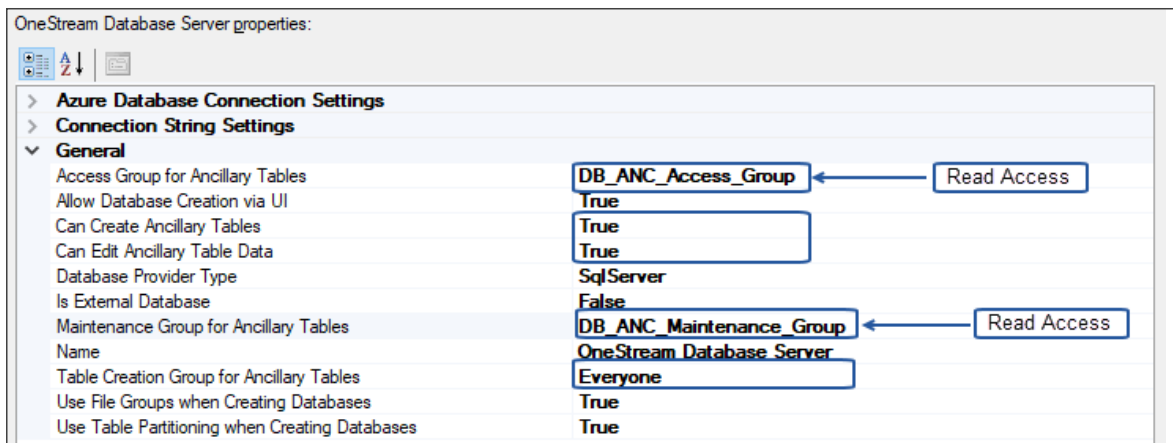 OneStream Database Server properties:
Azure Database Connection Settings
Connection String Settings
General
Access Group for Ancillary Tables DB_ANC_Access_Group Read Access
Allow Database Creation via UI True
Can Create Ancillary Tables True
Can Edit Ancillary Table Data True
Database Provider Type SqlServer
Is External Database False
Maintenance Group for Ancillary Tables DB_ANC_Maintenance_Group Read Access
Name OneStream Database Server
Table Creation Group for Ancillary Tables Everyone
Use File Groups when Creating Databases True
Use Table Partitioning when Creating Databases True